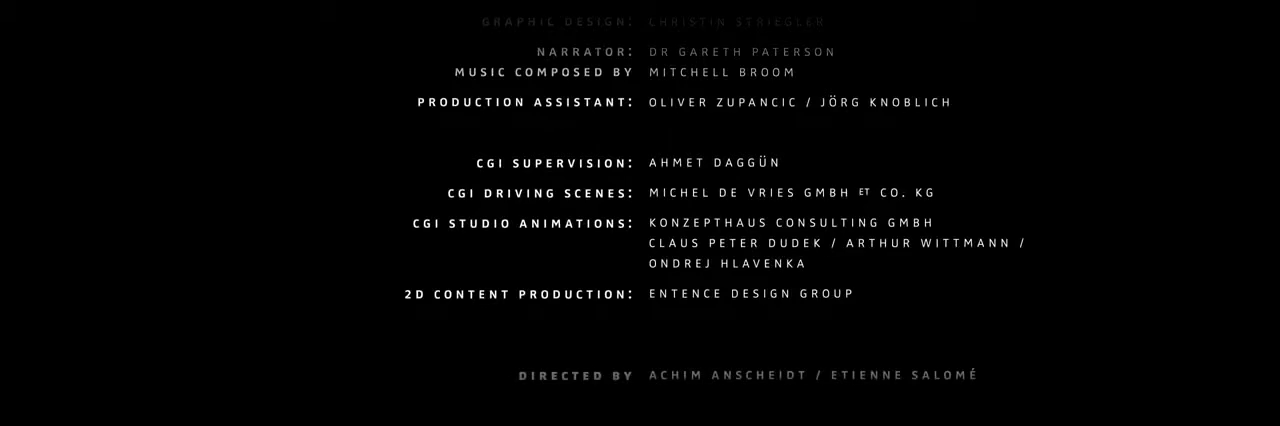 GRAPHIC DESIGN: CHRISTIN STRIEGLER
NARRATOR: DR GARETH PATERSON
MUSIC COMPOSED BY MITCHELL BROOM
PRODUCTION ASSISTANT: OLIVER ZUPANCIC / JÖRG KNOBLICH
CGI SUPERVISION: AHMET DAGGÜN
CGI DRIVING SCENES: MICHEL DE VRIES GMBH ET CO. KG
CGI STUDIO ANIMATIONS: KONZEPTHAUS CONSULTING GMBH
CLAUS PETER DUDEK / ARTHUR WITTMANN /
ONDREJ HLAVENKA
2D CONTENT PRODUCTION: ENTENCE DESIGN GROUP
DIRECTED BY ACHIM ANSCHEIDT / ETIENNE SALOMÉ